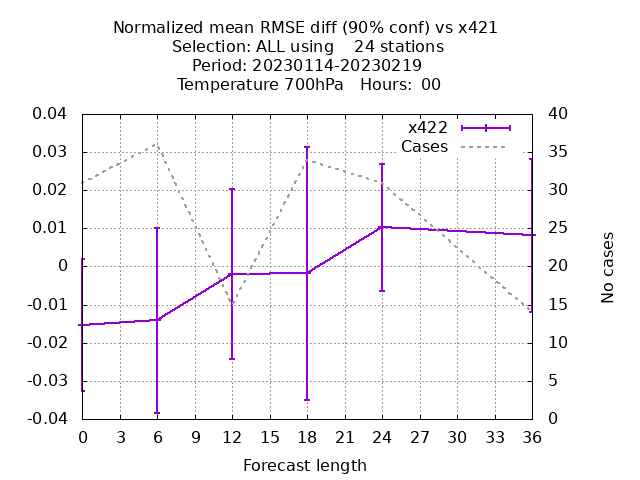 Normalized mean RMSE diff (90% conf) vs x421
Selection: ALL using    24 stations
Period: 20230114-20230219
Temperature 700hPa   Hours:  00
0.04
0.03
0.02
0.01
0
-0.01
-0.02
-0.03
-0.04
x422
Cases
40
35
30
25
20
15
10
5
0
No cases
0 3 6 9 12 15 18 21 24 27 30 33 36
Forecast length